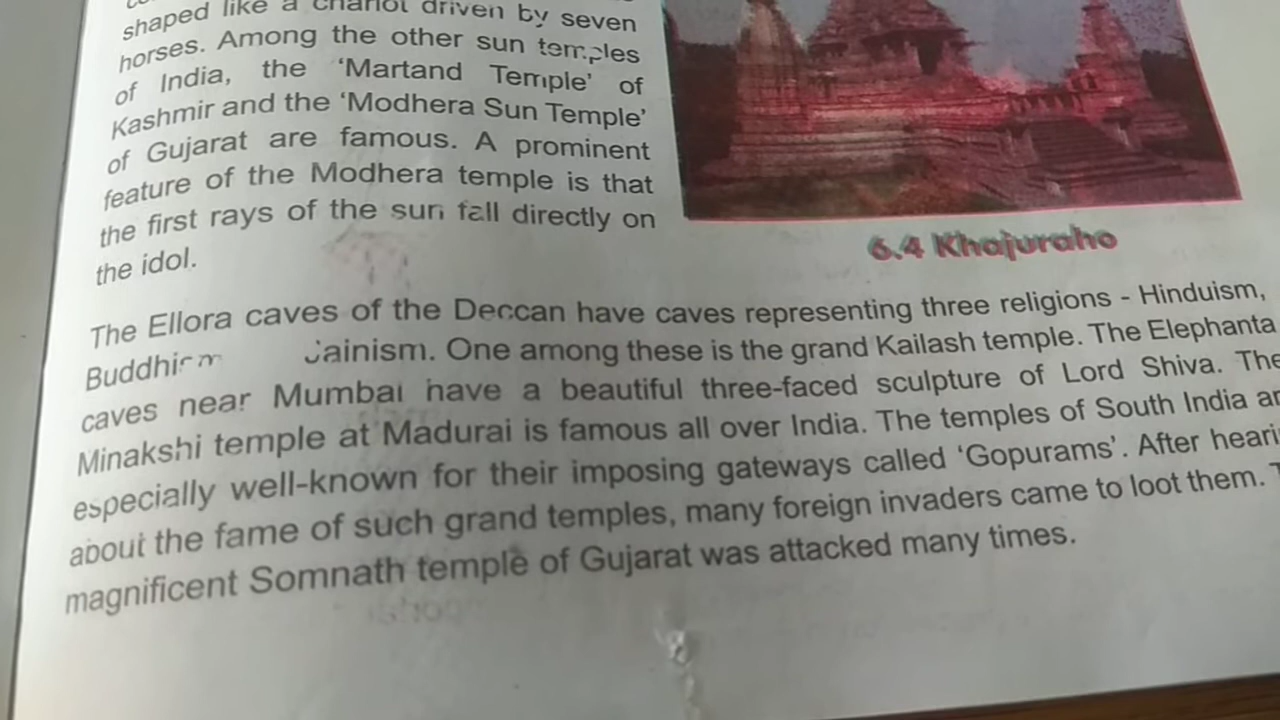 shaped like a chariot driven by seven
horses. Among the other sun temples
of India, the 'Martand Temple' of
Kashmir and the 'Modhera Sun Temple'
of Gujarat are famous. A prominent
feature of the Modhera temple is that
the first rays of the sun fall directly on
the idol.
6.4 Khajuraho
The Ellora caves of the Deccan have caves representing three religions - Hinduism,
Buddhism Jainism. One among these is the grand Kailash temple. The Elephanta
caves near Mumbai have a beautiful three-faced sculpture of Lord Shiva. The
Minakshi temple at Madurai is famous all over India. The temples of South India
especially well-known for their imposing gateways called 'Gopurams'. After
about the fame of such grand temples, many foreign invaders came to loot them.
magnificent Somnath temple of Gujarat was attacked many times.